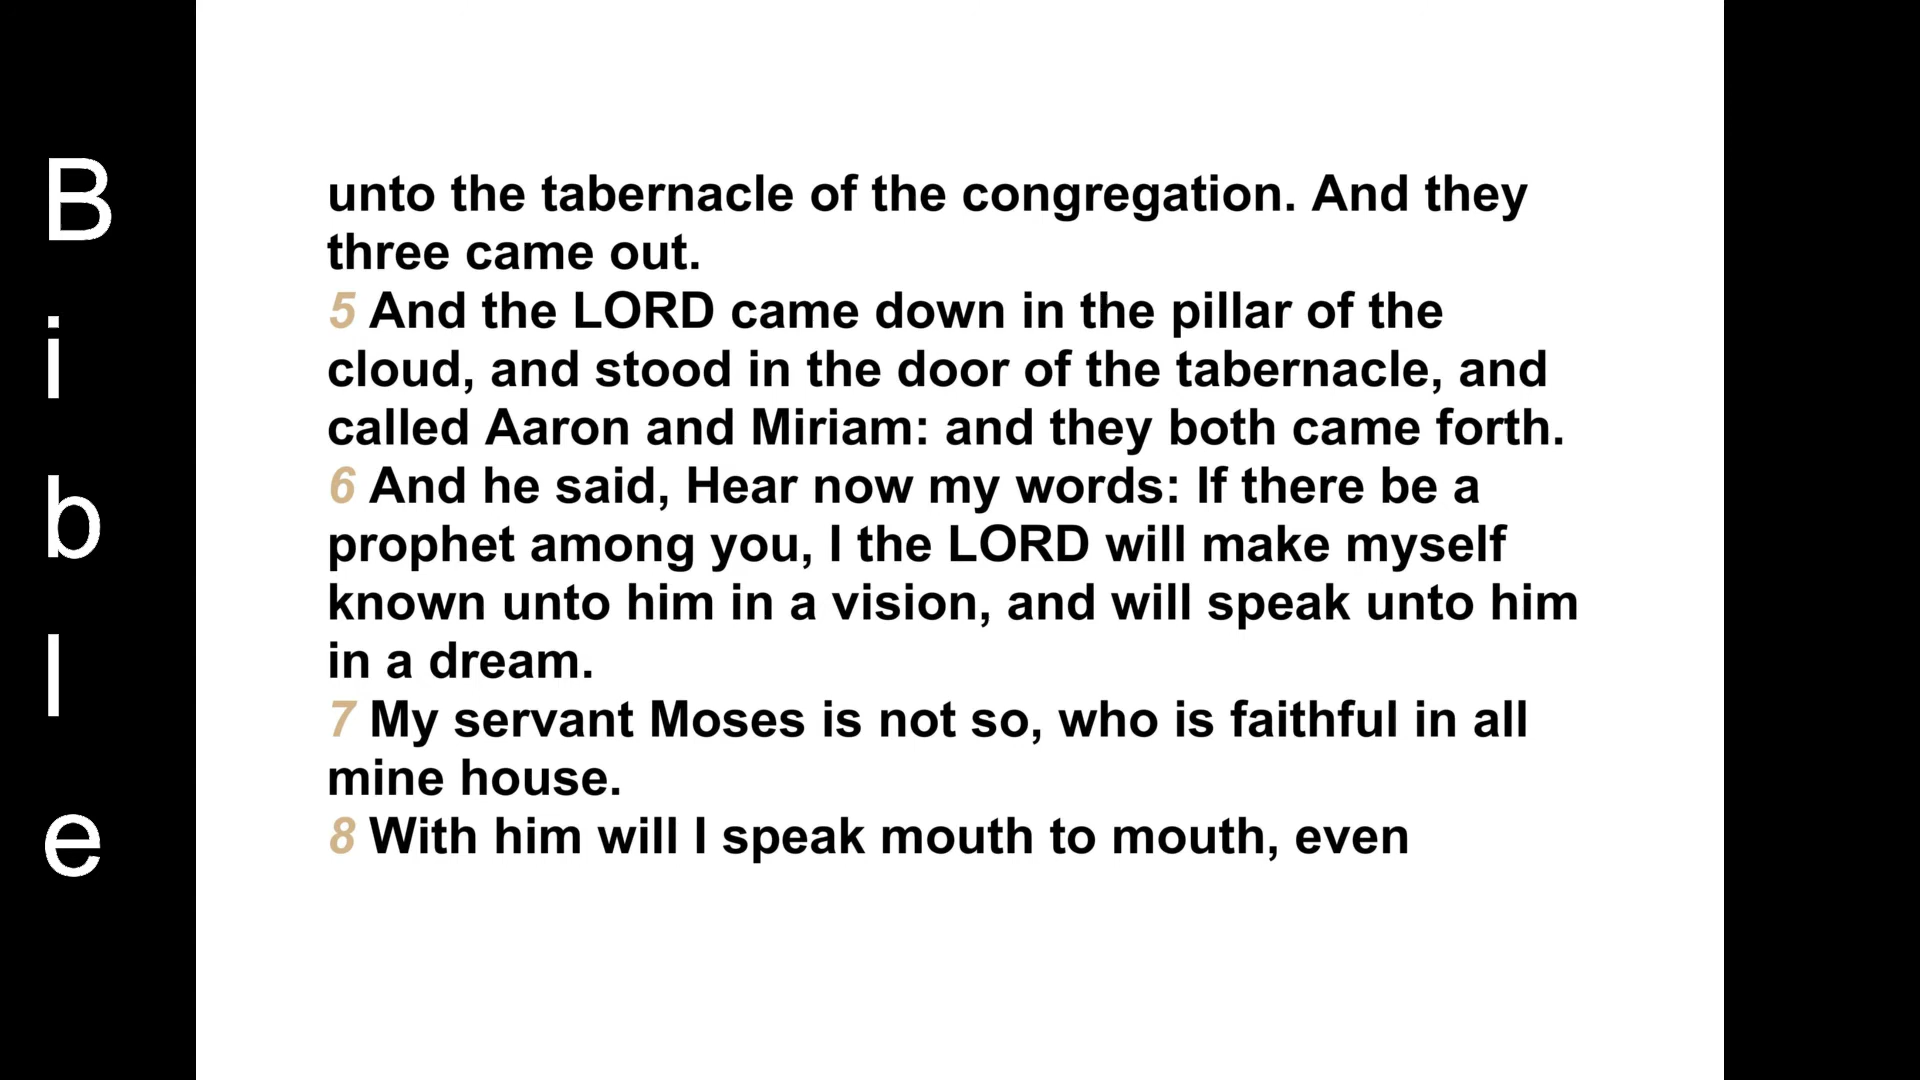 Bible
unto the tabernacle of the congregation. And they
three came out.
5 And the LORD came down in the pillar of the
cloud, and stood in the door of the tabernacle, and
called Aaron and Miriam: and they both came forth.
6 And he said, Hear now my words: If there be a
prophet among you, I the LORD will make myself
known unto him in a vision, and will speak unto him
in a dream.
7 My servant Moses is not so, who is faithful in all
mine house.
8 With him will I speak mouth to mouth, even